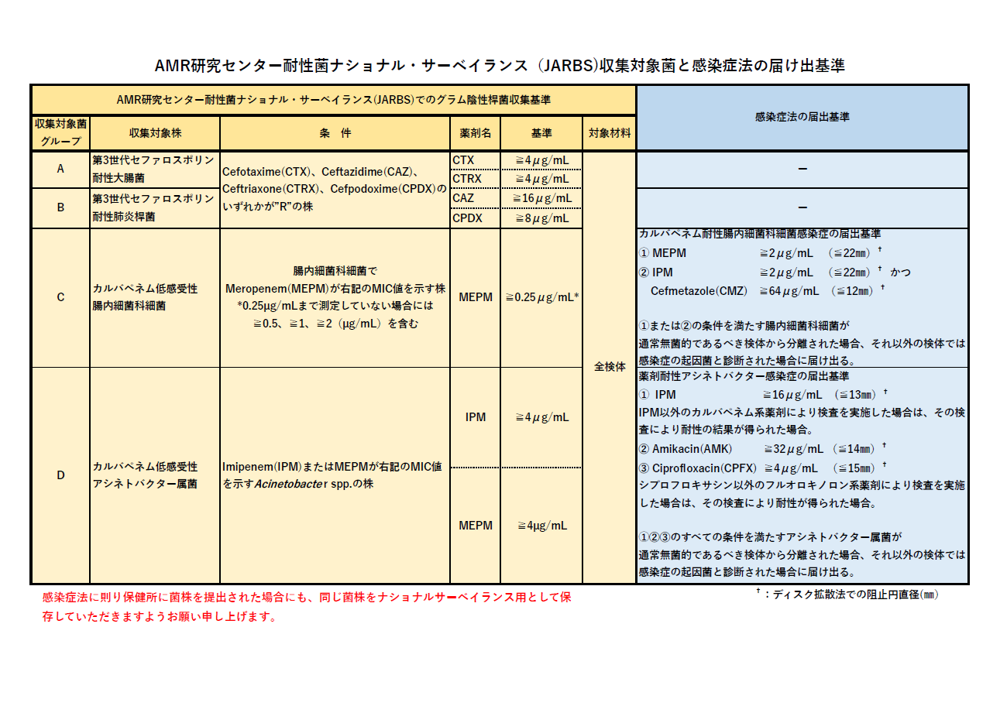 AMR研究センター耐性菌ナショナル・サーベイランス（JARBS)収集対象菌と感染症法の届け出基準
AMR研究センター耐性菌ナショナル・サーベイランス(JARBS)でのグラム陰性桿菌収集基準
感染症法の届出基準
収集対象菌
グループ
収集対象株
条　件
薬剤名
基準
対象材料
A
第3世代セファロスポリン
耐性大腸菌
B
第3世代セファロスポリン
耐性肺炎桿菌
Cefotaxime(CTX)、Ceftazidime(CAZ)、
Ceftriaxone(CTRX)、Cefpodoxime(CPDX)の
いずれかが”R”の株
CTX ≧4μg/mL
CTRX ≧4μg/mL
CAZ ≧16μg/mL
CPDX ≧8μg/mL
ー
ー
C
カルバペネム低感受性
腸内細菌科細菌
腸内細菌科細菌で
Meropenem(MEPM)が右記のMIC値を示す株
*0.25μg/mLまで測定していない場合には
≧0.5、≧1、≧2（μg/mL）を含む
MEPM
≧0.25μg/mL*
カルバペネム耐性腸内細菌科細菌感染症の届出基準
① MEPM ≧2μg/mL （≦22㎜）†
② IPM ≧2μg/mL （≦22㎜）† かつ
Cefmetazole(CMZ) ≧64μg/mL （≦12㎜）†
①または②の条件を満たす腸内細菌科細菌が
通常無菌的であるべき検体から分離された場合、それ以外の検体では
感染症の起因菌と診断された場合に届け出る。
全検体
D
カルバペネム低感受性
アシネトバクター属菌
Imipenem(IPM)またはMEPMが右記のMIC値
を示すAcinetobacter spp.の株
IPM
≧4μg/mL
MEPM
≧4μg/mL
薬剤耐性アシネトバクター感染症の届出基準
① IPM ≧16μg/mL （≦13㎜）†
IPM以外のカルバペネム系薬剤により検査を実施した場合は、その検
査により耐性の結果が得られた場合。
② Amikacin(AMK) ≧32μg/mL （≦14㎜）†
③ Ciprofloxacin(CPFX) ≧4μg/mL （≦15㎜）†
シプロフロキサシン以外のフルオロキノロン系薬剤により検査を実施
した場合は、その検査により耐性が得られた場合。
①②③のすべての条件を満たすアシネトバクター属菌が
通常無菌的であるべき検体から分離された場合、それ以外の検体では
感染症の起因菌と診断された場合に届け出る。
感染症法に則り保健所に菌株を提出された場合にも、同じ菌株をナショナルサーベイランス用として保
存していただきますようお願い申し上げます。
†：ディスク拡散法での阻止円直径(㎜)